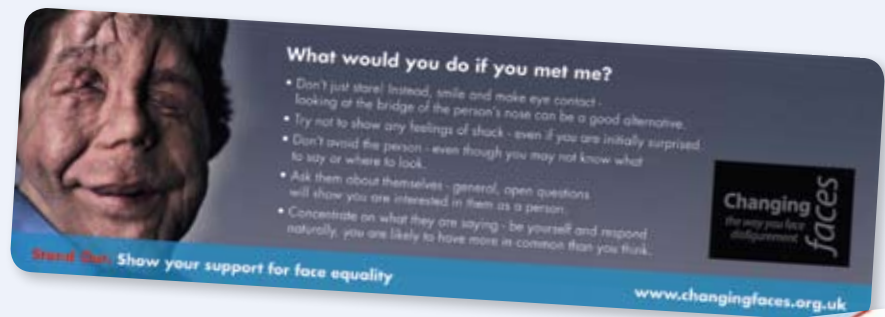 What would you do if you met me?
• Don't just stare! Instead, smile and make eye contact -
looking at the bridge of the person's nose can be a good alternative.
• Try not to show any feelings of shock - even if you are initially surprised.
• Don't avoid the person - even though you may not know what
to say or where to look.
• Ask them about themselves - general, open questions
will show you are interested in them as a person.
• Concentrate on what they are saying - be yourself and respond
naturally, you are likely to have more in common than you think.
Changing
faces
the way you face
disfigurement
Stand Out. Show your support for face equality
www.changingfaces.org.uk